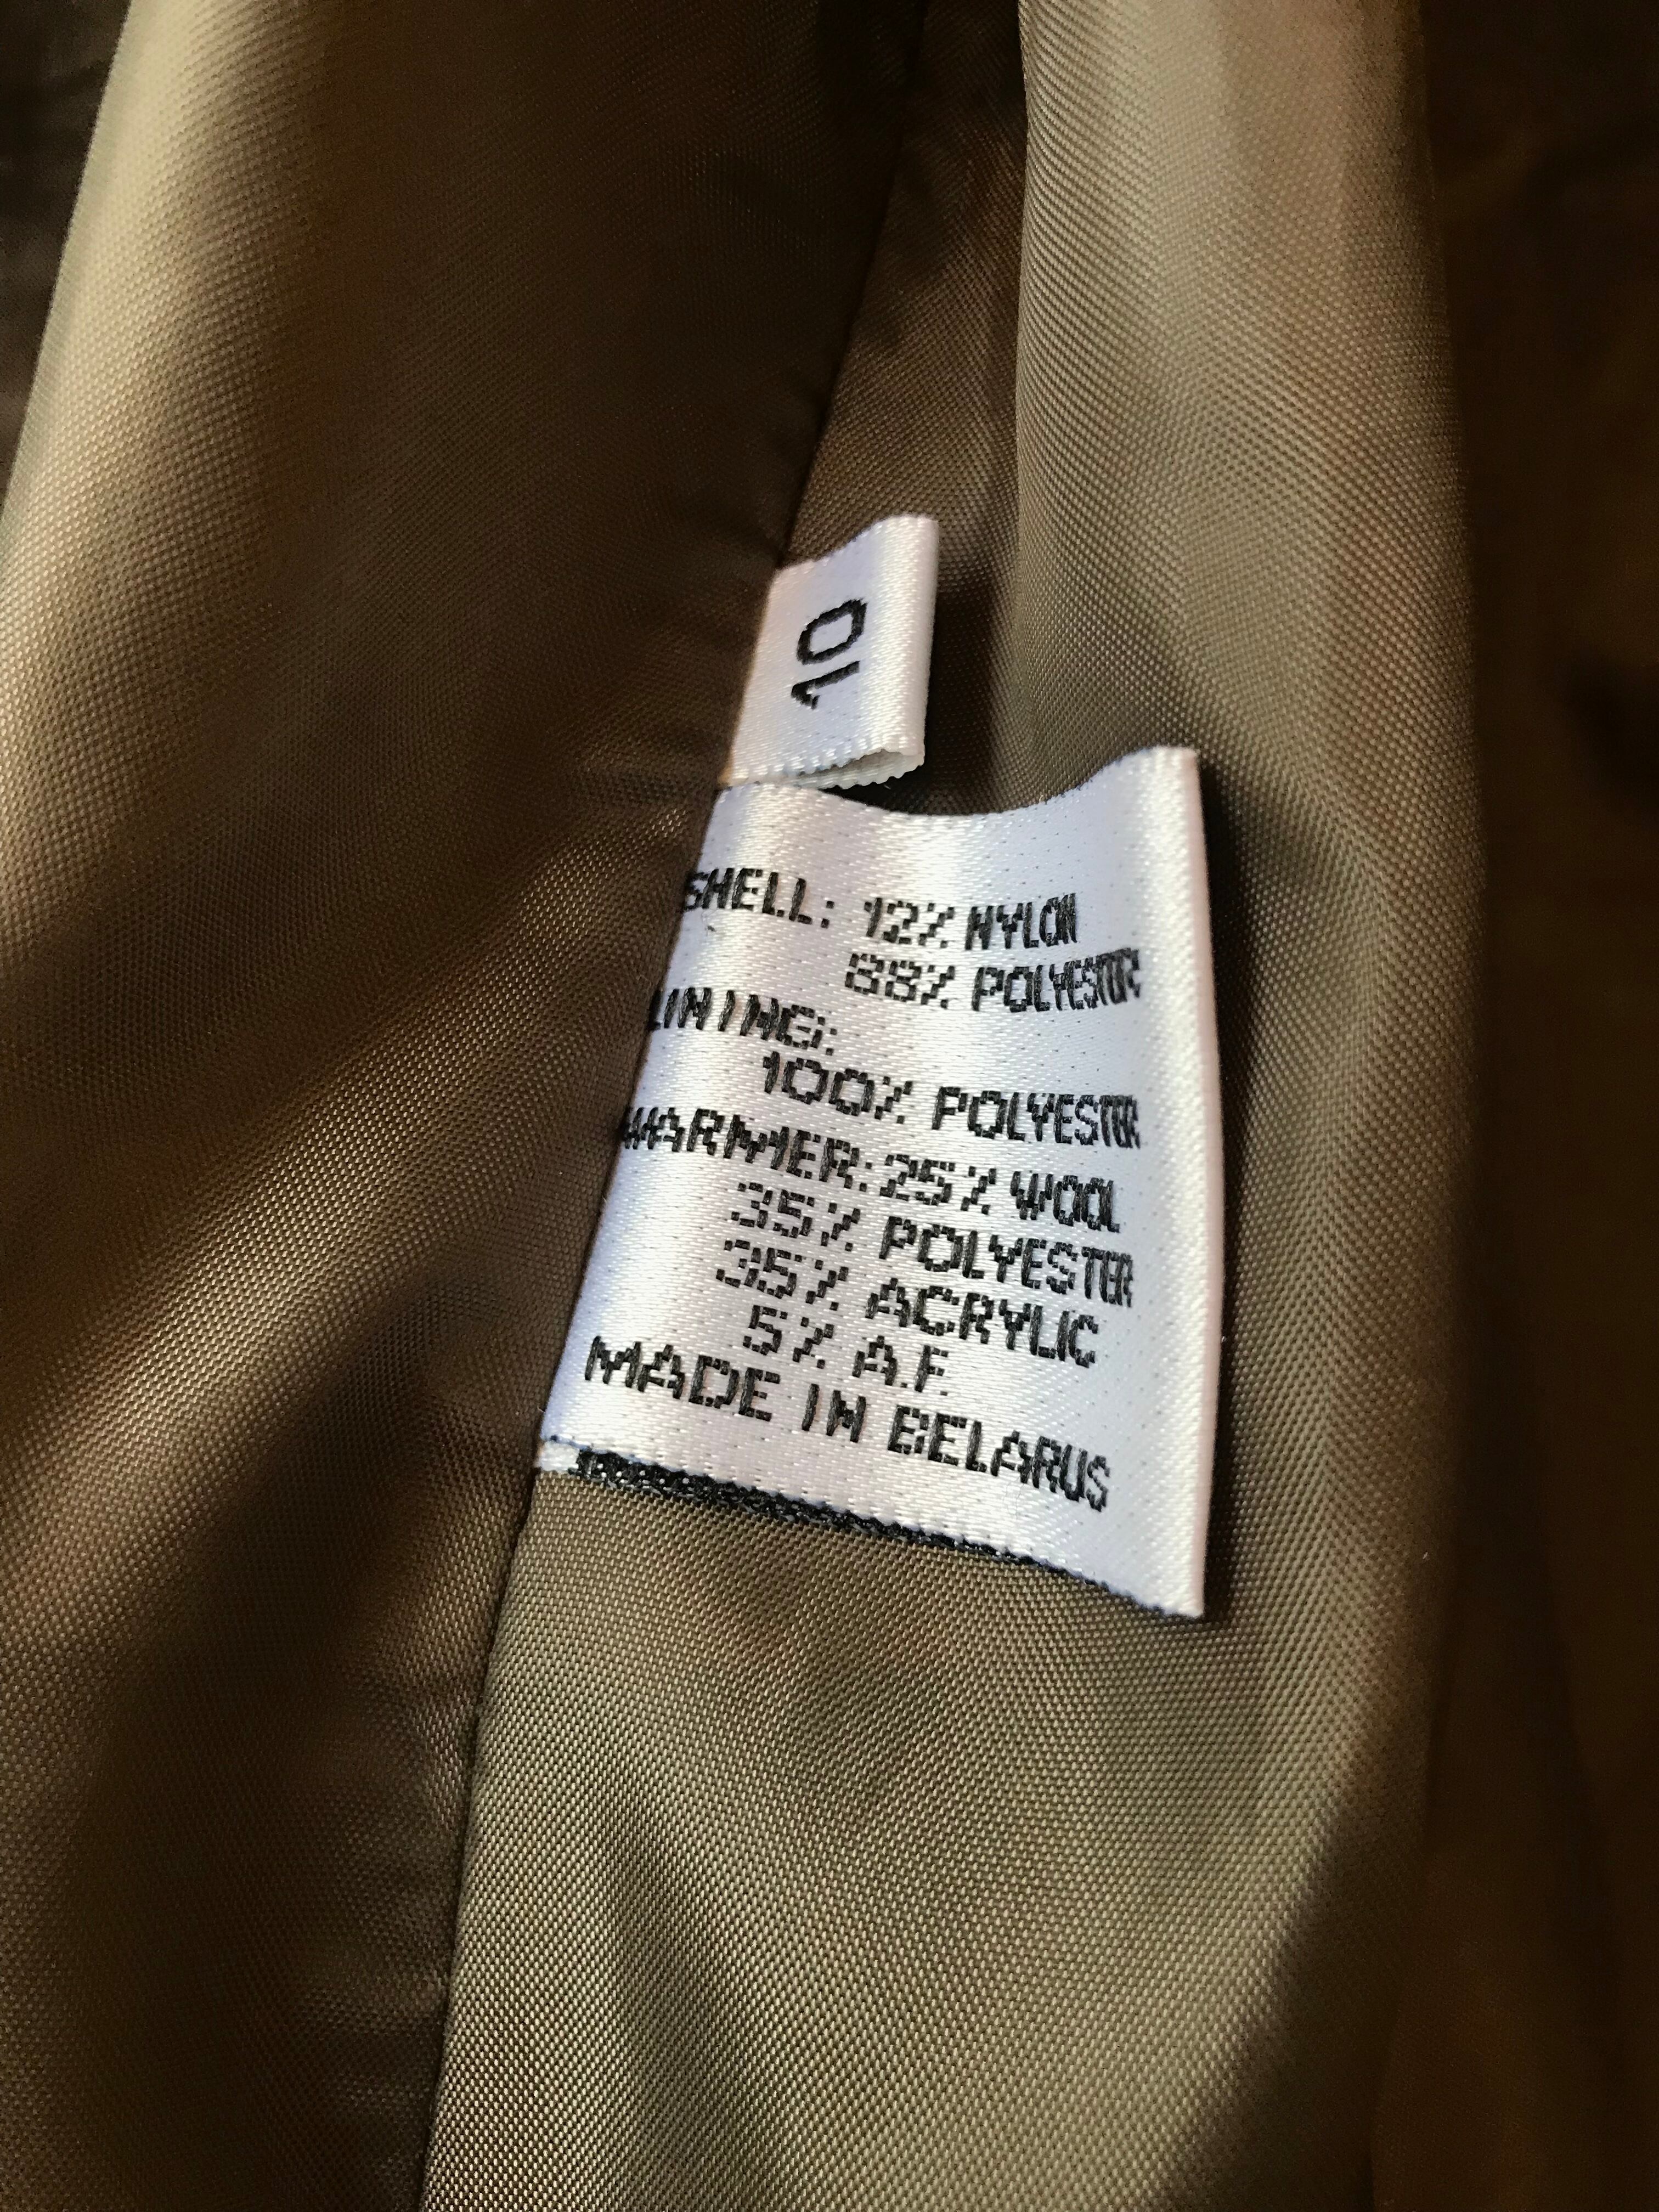 10
SHELL: 12% NYLON
88% POLYESTER
LINING:
100% POLYESTER
WARMER: 25% WOOL
35% POLYESTER
35% ACRYLIC
5% A.F.
MADE IN BELARUS